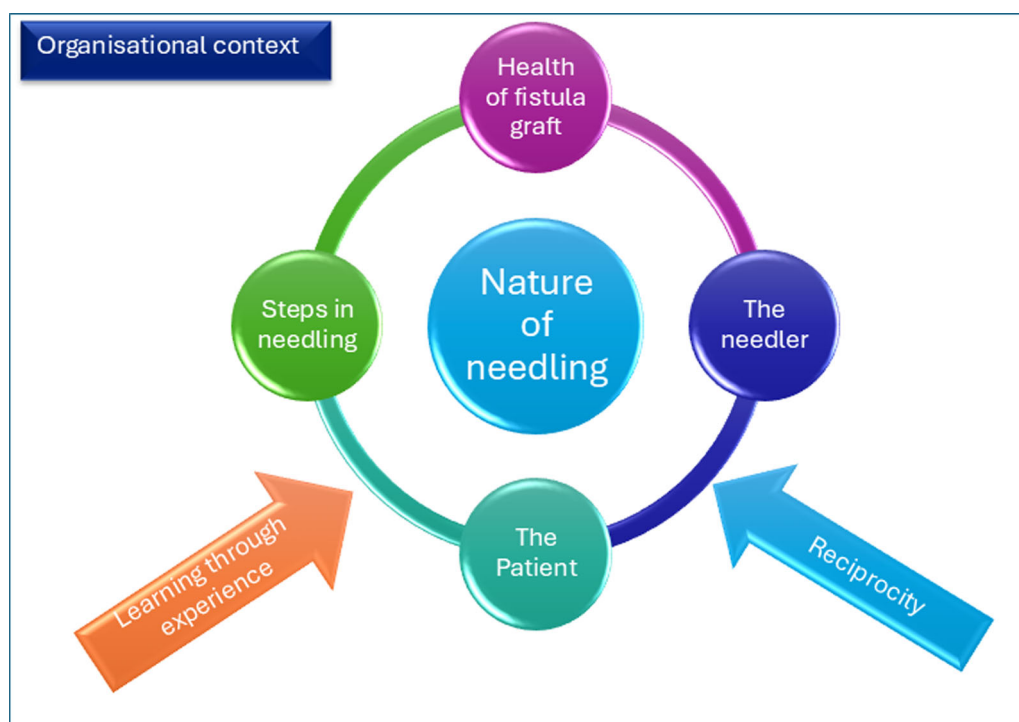 Organisational context
Health
of fistula
graft
Steps in
needling
Nature
of
needling
The
needler
The
Patient
Learning through
experience
Reciprocity